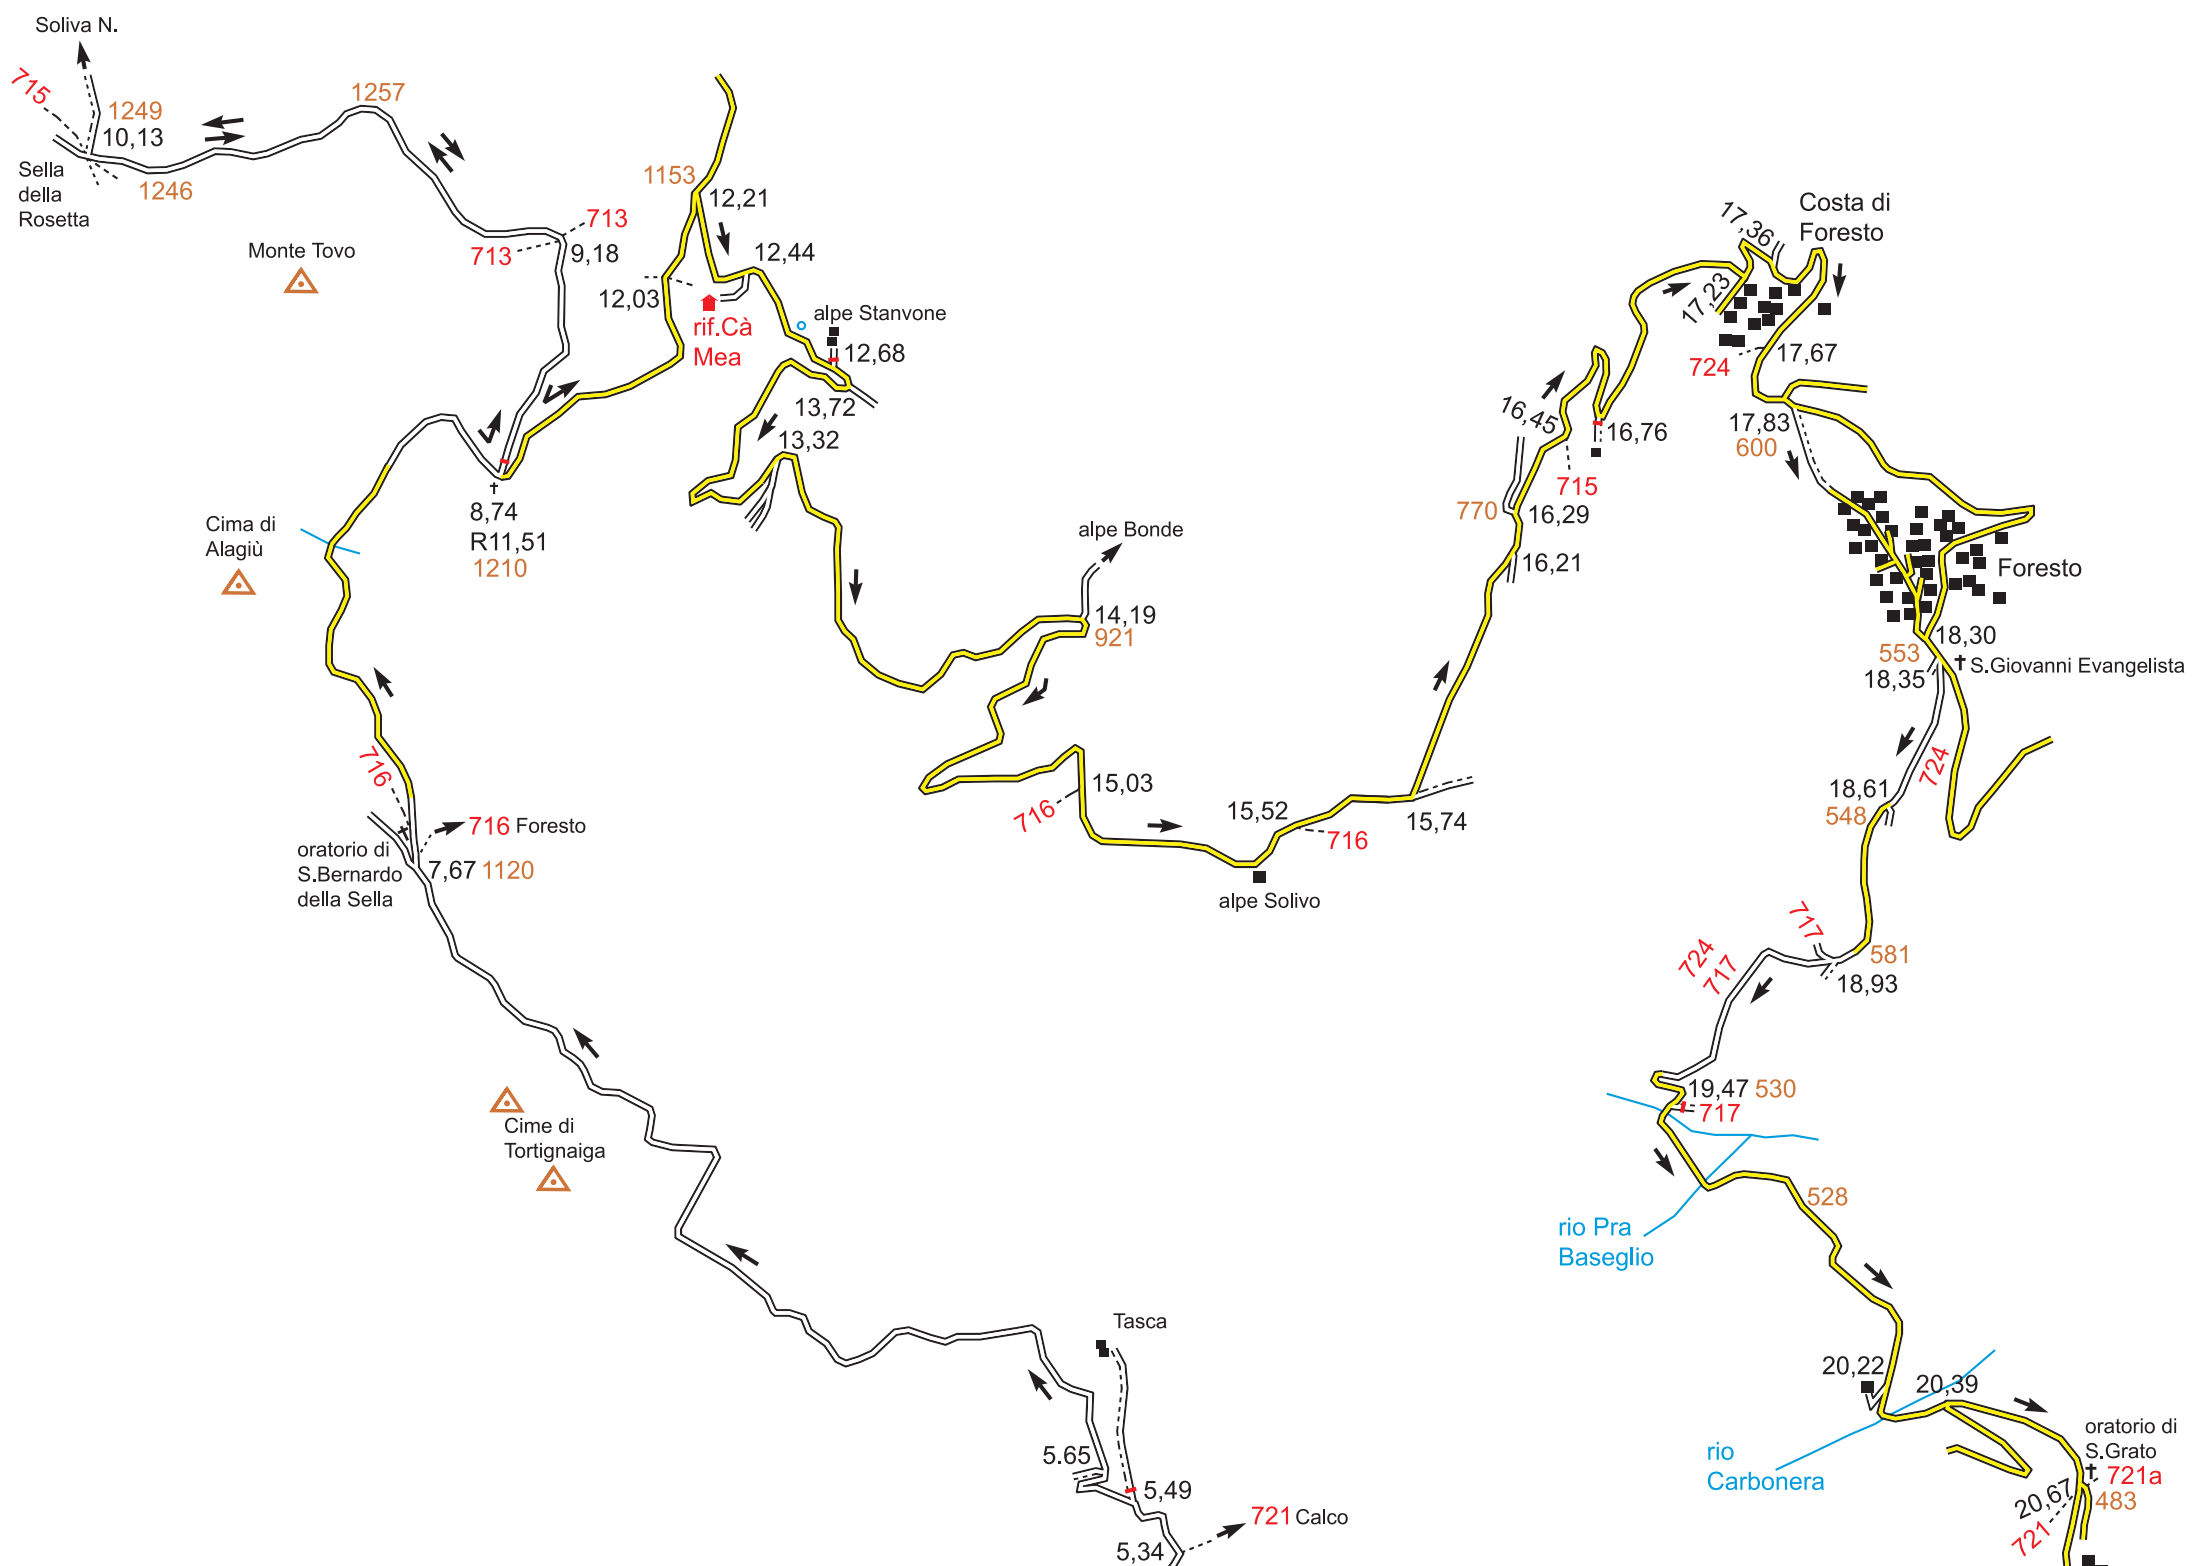 Soliva N.
715
1249
10,13
1257
Sella
della
Rosetta
1246
Monte Tovo
713
713
9,18
1153
12,21
12,44
12,03
rif.Cà
Mea
alpe Stanvone
12,68
13,72
13,32
8,74
R11,51
1210
Cima di
Alagiù
alpe Bonde
14,19
921
716
716 Foresto
oratorio di
S.Bernardo
della Sella
7,67 1120
716
15,03
15,52
716
15,74
alpe Solivo
770
16,45
16,29
16,21
715
16,76
17,36
Costa di
Foresto
17,23
724
17,67
17,83
600
Foresto
18,30
553
S.Giovanni Evangelista
18,35
724
18,61
548
717
581
18,93
724
717
19,47 530
717
528
rio Pra
Baseglio
Cime di
Tortignaiga
Tasca
5.65
5,49
721 Calco
5,34
20,22
20,39
rio
Carbonera
oratorio di
S.Grato
721a
20,67
483
721